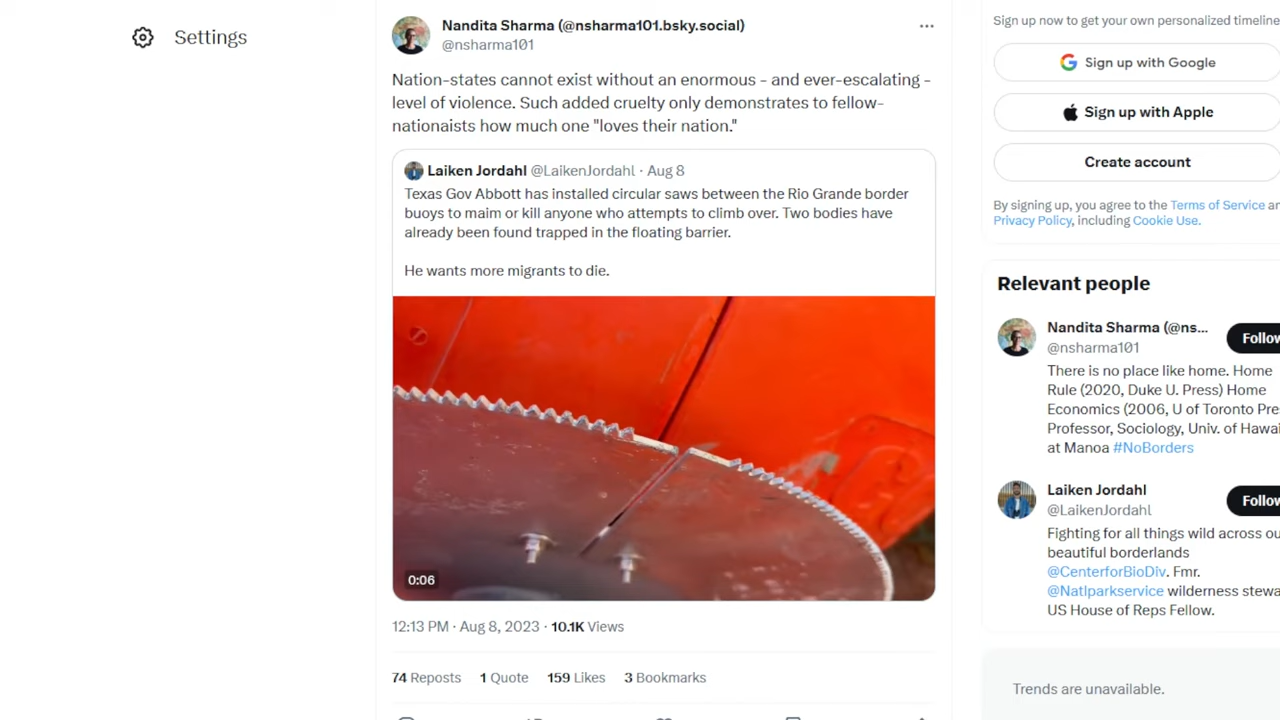 Settings
Nandita Sharma (@nsharma101.bsky.social)
@nsharma101
Nation-states cannot exist without an enormous - and ever-escalating -
level of violence. Such added cruelty only demonstrates to fellow-
nationaists how much one "loves their nation."
Laiken Jordahl @LaikenJordahl · Aug 8
Texas Gov Abbott has installed circular saws between the Rio Grande border
buoys to maim or kill anyone who attempts to climb over. Two bodies have
already been found trapped in the floating barrier.
He wants more migrants to die.
0:06
12:13 PM · Aug 8, 2023 · 10.1K Views
74 Reposts 1 Quote 159 Likes 3 Bookmarks
Sign up now to get your own personalized timeline
Sign up with Google
Sign up with Apple
Create account
By signing up, you agree to the Terms of Service an
Privacy Policy, including Cookie Use.
Relevant people
Nandita Sharma (@ns...
@nsharma101
Follow
There is no place like home. Home
Rule (2020, Duke U. Press) Home
Economics (2006, U of Toronto Pre
Professor, Sociology, Univ. of Hawai
at Manoa #NoBorders
Laiken Jordahl
@LaikenJordahl
Follow
Fighting for all things wild across ou
beautiful borderlands
@CenterforBioDiv. Fmr.
@Natlparkservice wilderness stewa
US House of Reps Fellow.
Trends are unavailable.